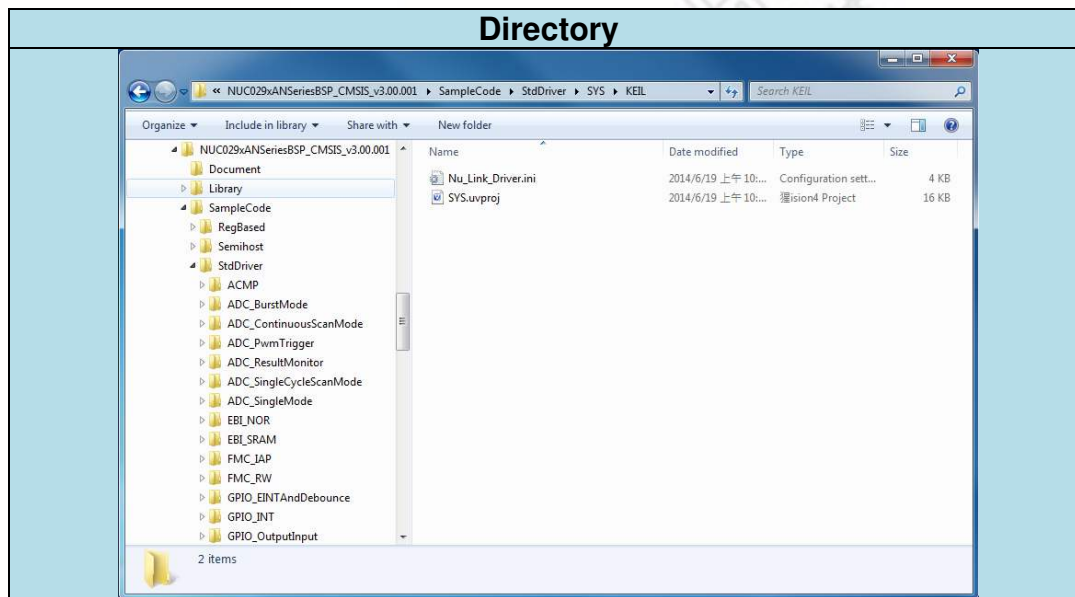 Directory
« NUC029xANSeriesBSP_CMSIS_v3.00.001 ▸ SampleCode ▸ StdDriver ▸ SYS ▸ KEIL
Search KEIL
Organize ▾ Include in library ▾ Share with ▾ New folder
NUC029xANSeriesBSP_CMSIS_v3.00.001
Document
Library
SampleCode
RegBased
Semihost
StdDriver
ACMP
ADC_BurstMode
ADC_ContinuousScanMode
ADC_PwmTrigger
ADC_ResultMonitor
ADC_SingleCycleScanMode
ADC_SingleMode
EBI_NOR
EBI_SRAM
FMC_IAP
FMC_RW
GPIO_EINTAndDebounce
GPIO_INT
GPIO_OutputInput
Name Date modified Type Size
Nu_Link_Driver.ini 2014/6/19 上午 10:... Configuration sett... 4 KB
SYS.uvproj 2014/6/19 上午 10:... ision4 Project 16 KB
2 items